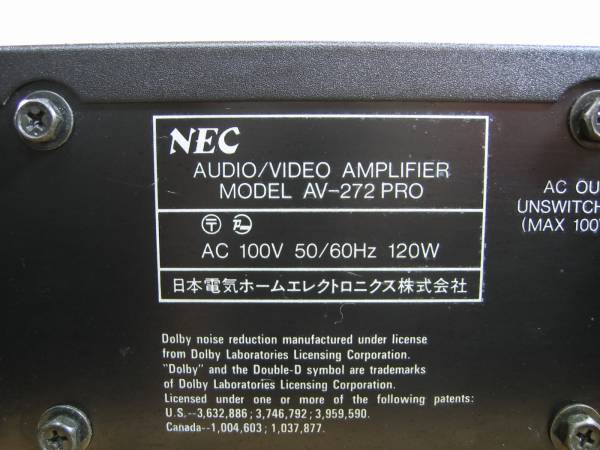 NEC
AUDIO/VIDEO AMPLIFIER
MODEL AV-272 PRO
〒
AC 100V 50/60Hz 120W
日本電気ホームエレクトロニクス株式会社
AC OU
UNSWITCH
(MAX 100
Dolby noise reduction manufactured under license
from Dolby Laboratories Licensing Corporation.
"Dolby" and the Double-D symbol are trademarks
of Dolby Laboratories Licensing Corporation.
Licensed under one or more of the following patents:
U.S.--3,632,886; 3,746,792; 3,959,590.
Canada--1,004,603; 1,037,877.